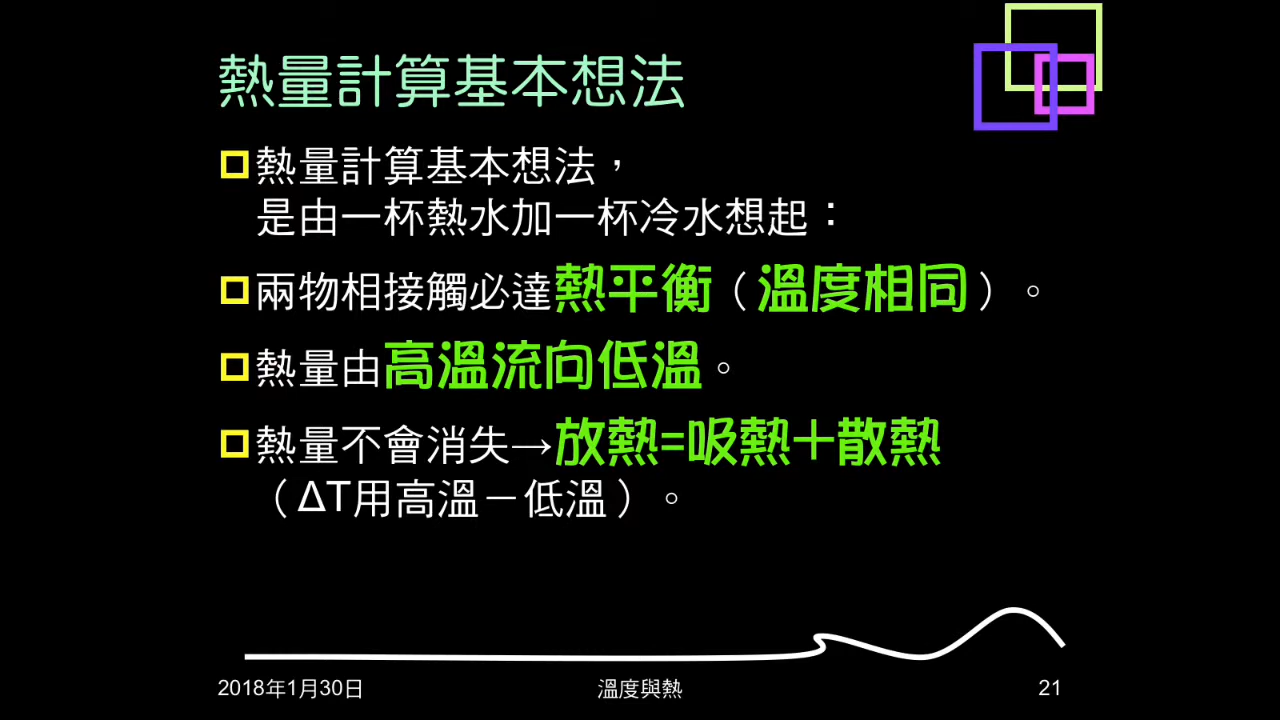 熱量計算基本想法
熱量計算基本想法，
是由一杯熱水加一杯冷水想起：
兩物相接觸必達熱平衡（溫度相同）。
熱量由高溫流向低溫。
熱量不會消失→放熱=吸熱＋散熱
（ΔT用高溫－低溫）。
2018年1月30日
溫度與熱
21